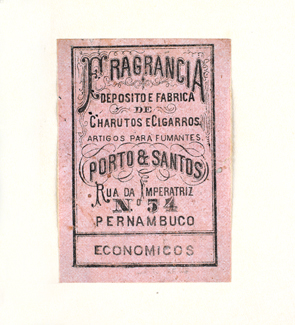 FRAGRANCIA
DEPOSITO E FABRICA
DE
CHARUTOS E CIGARROS
ARTIGOS PARA FUMANTES.
(PORTO & SANTOS)
RUA DA IMPERATRIZ
No 54
PERNAMBUCO
ECONOMICOS